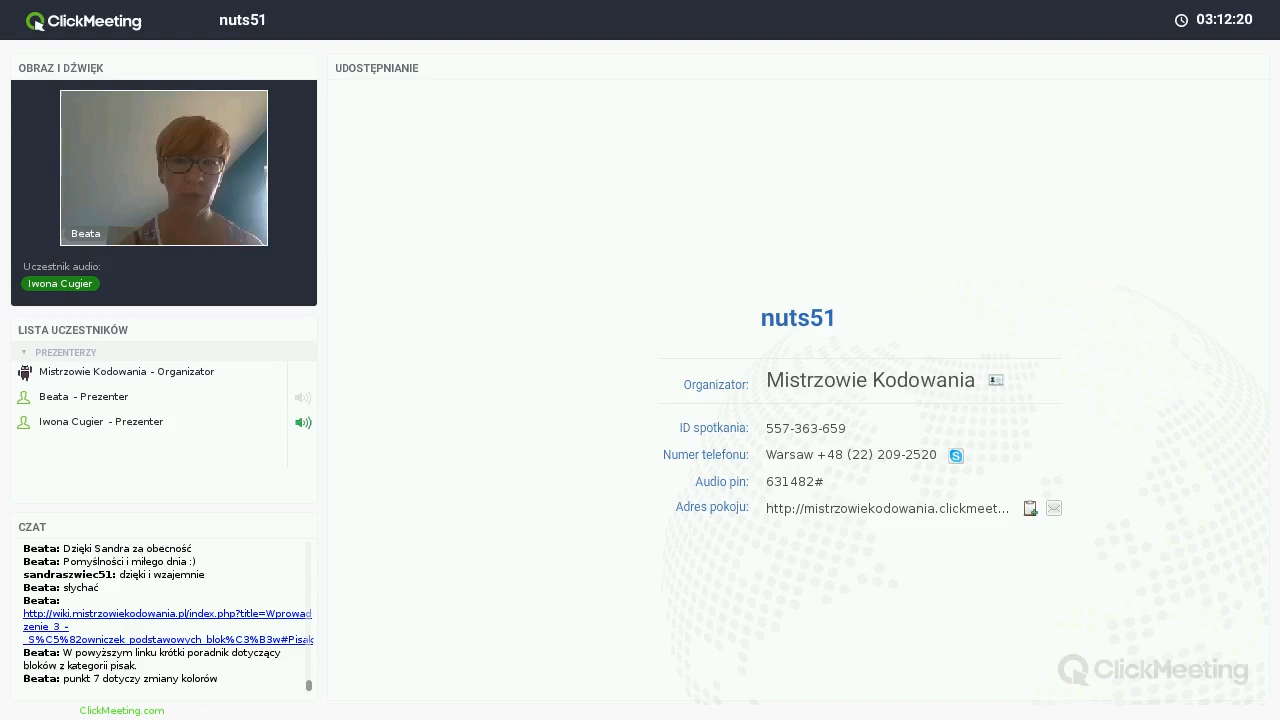 ClickMeeting
nuts51
03:12:20
OBRAZ I DŹWIĘK
Beata
Uczestnik audio:
Iwona Cugier
LISTA UCZESTNIKÓW
PREZENTERZY
Mistrzowie Kodowania - Organizator
Beata - Prezenter
Iwona Cugier - Prezenter
CZAT
Beata: Dzięki Sandra za obecność
Beata: Pomyślności i miłego dnia :)
sandraszwiec51: dzięki i wzajemnie
Beata: słychać
Beata:
http://wiki.mistrzowiekodowania.pl/index.php?title=Wprowad
zenie_3_-
_S%C5%82owniczek_podstawowych_blok%C3%B3w#Pisak
Beata: W powyższym linku krótki poradnik dotyczący
bloków z kategorii pisak.
Beata: punkt 7 dotyczy zmiany kolorów
ClickMeeting.com
UDOSTĘPNIANIE
nuts51
Organizator: Mistrzowie Kodowania
ID spotkania: 557-363-659
Numer telefonu: Warsaw +48 (22) 209-2520
Audio pin: 631482#
Adres pokoju: http://mistrzowiekodowania.clickmeet...
ClickMeeting